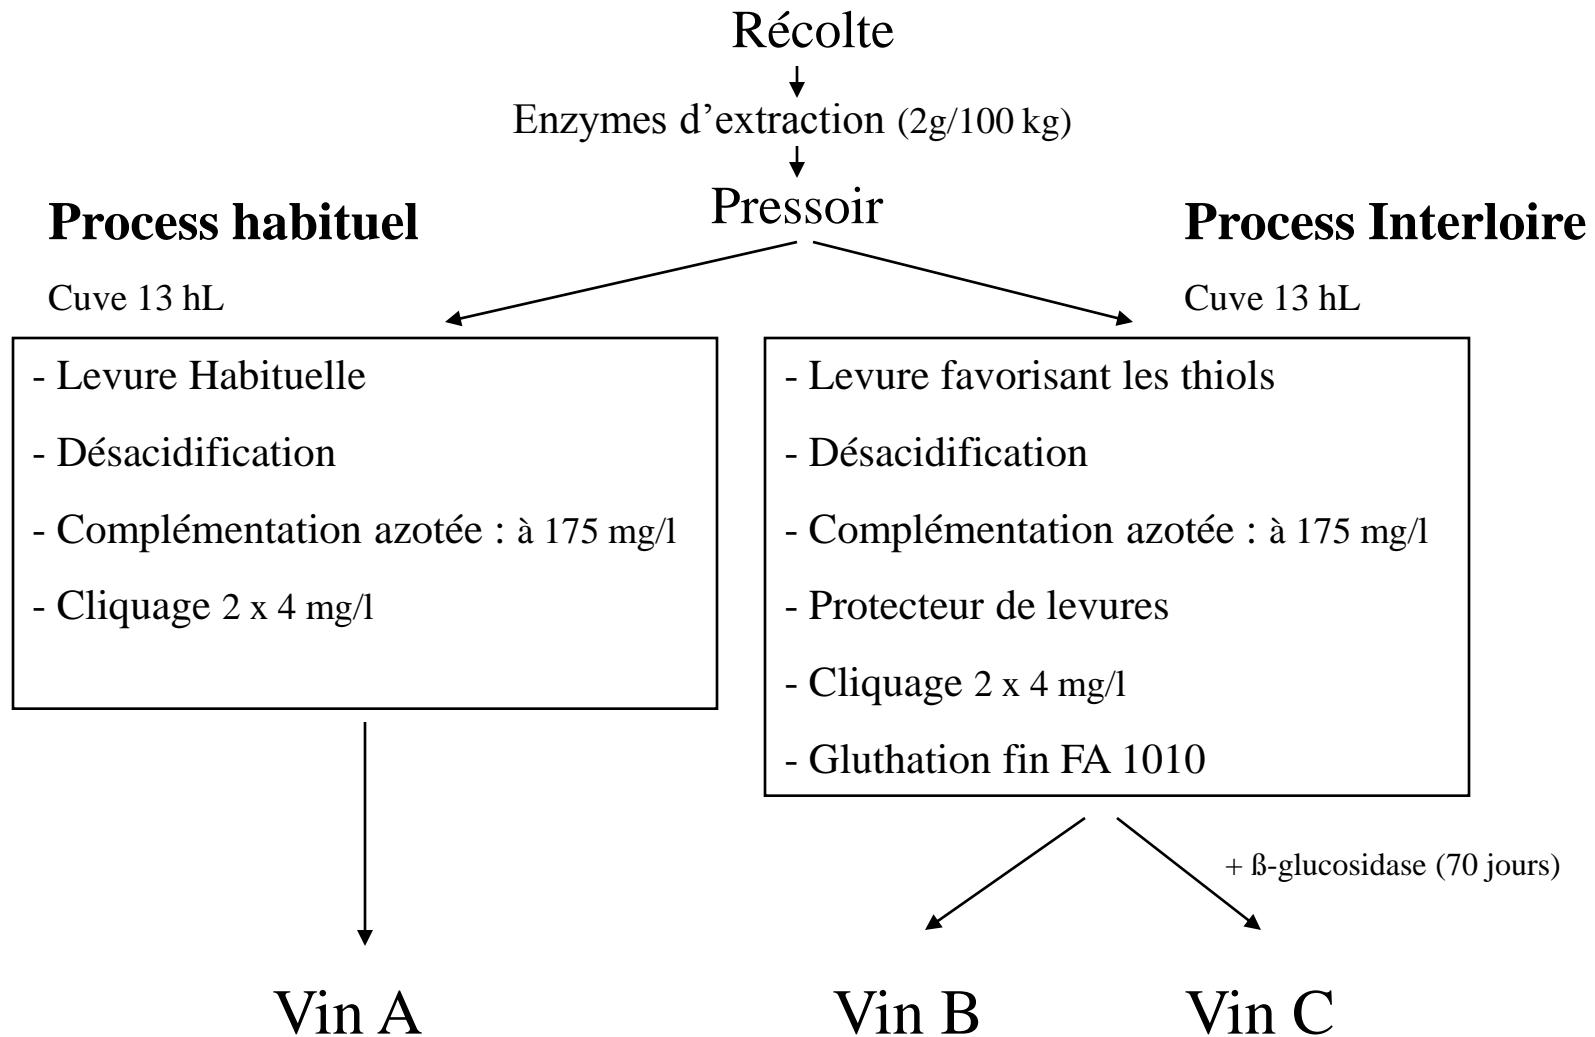 Récolte
Enzymes d’extraction (2g/100 kg)
Pressoir
Process habituel
Cuve 13 hL
- Levure Habituelle
- Désacidification
- Complémentation azotée : à 175 mg/l
- Cliquage 2 x 4 mg/l
Process Interloire
Cuve 13 hL
- Levure favorisant les thiols
- Désacidification
- Complémentation azotée : à 175 mg/l
- Protecteur de levures
- Cliquage 2 x 4 mg/l
- Gluthation fin FA 1010
+ ß-glucosidase (70 jours)
Vin A
Vin B
Vin C